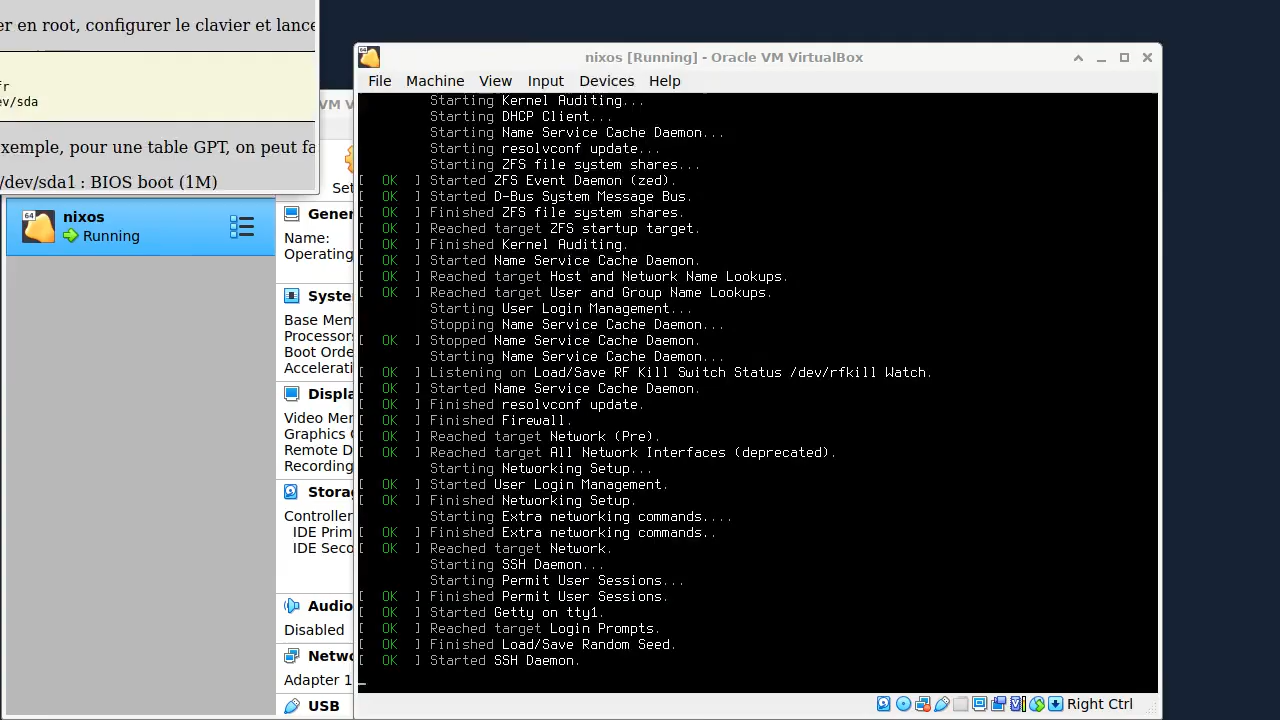 er en root, configurer le clavier et lance
fr
ev/sda
xemple, pour une table GPT, on peut fa
/dev/sda1 : BIOS boot (1M)
VM V
Set
nixos
Running
Gener
Name:
Operating
Syste
Base Mem
Processors
Boot Orde
Accelerati
Displa
Video Mem
Graphics C
Remote D
Recording
Storag
Controller
IDE Prim
IDE Seco
Audio
Disabled
Netwo
Adapter 1
USB
nixos [Running] - Oracle VM VirtualBox
File Machine View Input Devices Help
Starting Kernel Auditing...
Starting DHCP Client...
Starting Name Service Cache Daemon...
Starting resolvconf update...
Starting ZFS file system shares...
[ OK ] Started ZFS Event Daemon (zed).
[ OK ] Started D-Bus System Message Bus.
[ OK ] Finished ZFS file system shares.
[ OK ] Reached target ZFS startup target.
[ OK ] Finished Kernel Auditing.
[ OK ] Started Name Service Cache Daemon.
[ OK ] Reached target Host and Network Name Lookups.
[ OK ] Reached target User and Group Name Lookups.
Starting User Login Management...
Stopping Name Service Cache Daemon...
[ OK ] Stopped Name Service Cache Daemon.
Starting Name Service Cache Daemon...
[ OK ] Listening on Load/Save RF Kill Switch Status /dev/rfkill Watch.
[ OK ] Started Name Service Cache Daemon.
[ OK ] Finished resolvconf update.
[ OK ] Finished Firewall.
[ OK ] Reached target Network (Pre).
[ OK ] Reached target All Network Interfaces (deprecated).
Starting Networking Setup...
[ OK ] Started User Login Management.
[ OK ] Finished Networking Setup.
Starting Extra networking commands....
[ OK ] Finished Extra networking commands..
[ OK ] Reached target Network.
Starting SSH Daemon...
Starting Permit User Sessions...
[ OK ] Finished Permit User Sessions.
[ OK ] Started Getty on tty1.
[ OK ] Reached target Login Prompts.
[ OK ] Finished Load/Save Random Seed.
[ OK ] Started SSH Daemon.
Right Ctrl